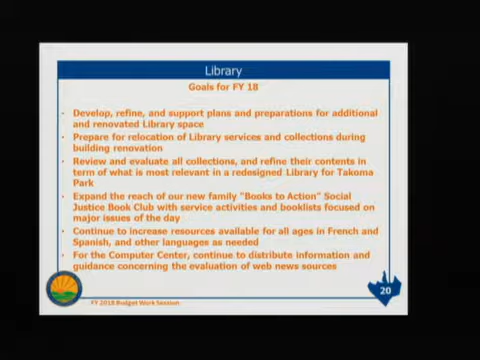 Library
Goals for FY 18
• Develop, refine, and support plans and preparations for additional
and renovated Library space
• Prepare for relocation of Library services and collections during
building renovation
• Review and evaluate all collections, and refine their contents in
term of what is most relevant in a redesigned Library for Takoma
Park
• Expand the reach of our new family "Books to Action" Social
Justice Book Club with service activities and booklists focused on
major issues of the day
• Continue to increase resources available for all ages in French and
Spanish, and other languages as needed
• For the Computer Center, continue to distribute information and
guidance concerning the evaluation of web news sources
20
FY 2018 Budget Work Session